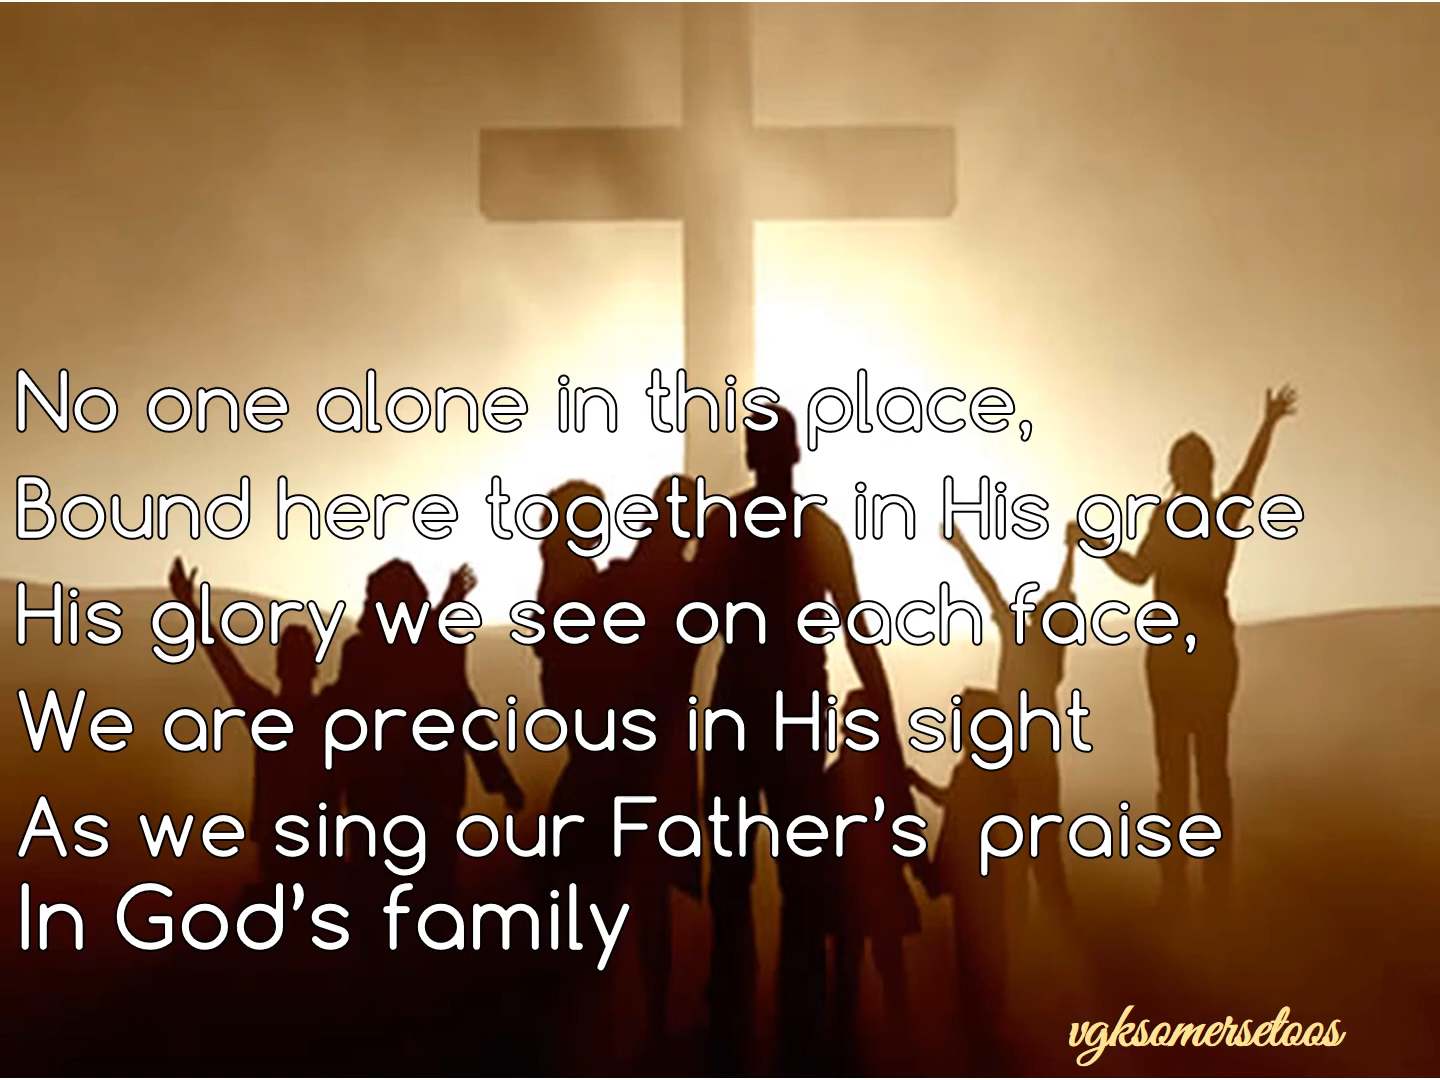 No one alone in this place,
Bound here together in His grace
His glory we see on each face,
We are precious in His sight
As we sing our Father’s  praise
In God’s family
vgksomersetoos